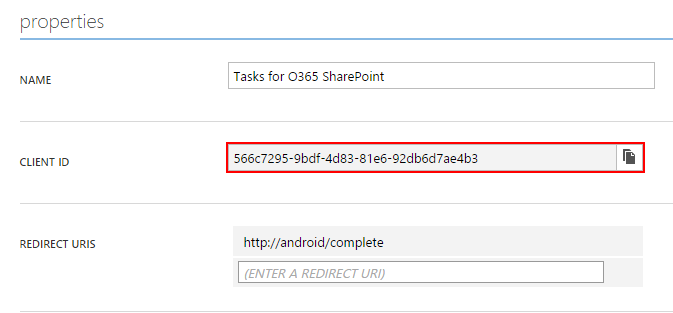 properties
NAME
Tasks for O365 SharePoint
CLIENT ID
566c7295-9bdf-4d83-81e6-92db6d7ae4b3
REDIRECT URIS
http://android/complete
(ENTER A REDIRECT URI)